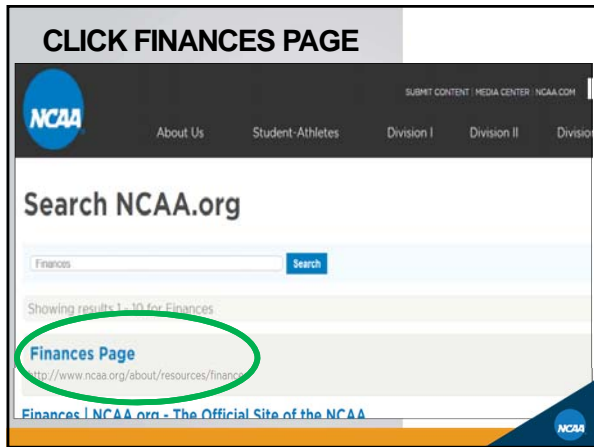 CLICK FINANCES PAGE
SUBMIT CONTENT | MEDIA CENTER | NCAA.COM
NCAA
About Us Student-Athletes Division I Division II Division
Search NCAA.org
Finances Search
Showing results 1 - 10 for Finances
Finances Page
http://www.ncaa.org/about/resources/finance
Finances | NCAA.org - The Official Site of the NCAA
NCAA